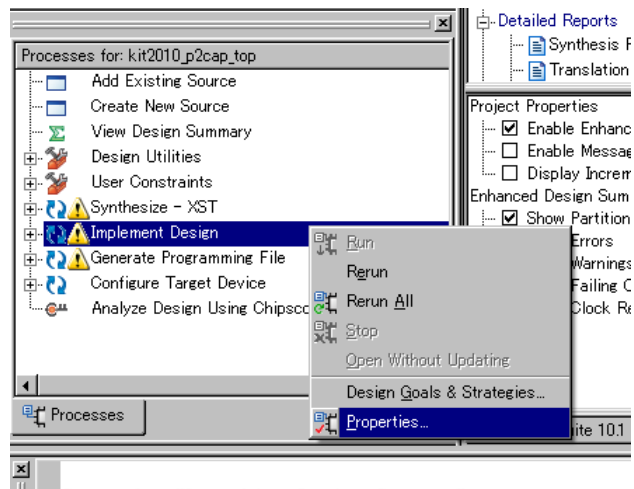 Processes for: kit2010_p2cap_top
Add Existing Source
Create New Source
View Design Summary
Design Utilities
User Constraints
Synthesize - XST
Implement Design
Generate Programming File
Configure Target Device
Analyze Design Using Chipsco
Processes
Run
Rerun
Rerun All
Stop
Open Without Updating
Design Goals & Strategies...
Properties...
Detailed Reports
Synthesis
Translation
Project Properties
Enable Enhanc
Enable Messag
Display Increm
Enhanced Design Sum
Show Partition
Errors
Warnings
Failing
Clock Re
ite 10.1